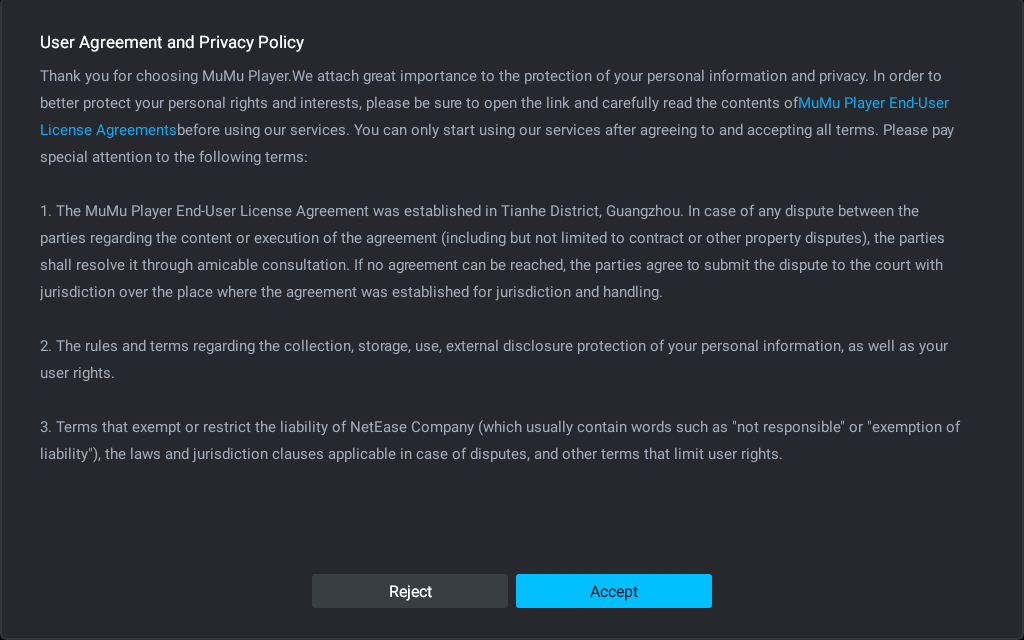 User Agreement and Privacy Policy
Thank you for choosing MuMu Player.We attach great importance to the protection of your personal information and privacy. In order to
better protect your personal rights and interests, please be sure to open the link and carefully read the contents ofMuMu Player End-User
License Agreementsbefore using our services. You can only start using our services after agreeing to and accepting all terms. Please pay
special attention to the following terms:
1. The MuMu Player End-User License Agreement was established in Tianhe District, Guangzhou. In case of any dispute between the
parties regarding the content or execution of the agreement (including but not limited to contract or other property disputes), the parties
shall resolve it through amicable consultation. If no agreement can be reached, the parties agree to submit the dispute to the court with
jurisdiction over the place where the agreement was established for jurisdiction and handling.
2. The rules and terms regarding the collection, storage, use, external disclosure protection of your personal information, as well as your
user rights.
3. Terms that exempt or restrict the liability of NetEase Company (which usually contain words such as "not responsible" or "exemption of
liability"), the laws and jurisdiction clauses applicable in case of disputes, and other terms that limit user rights.
Reject
Accept